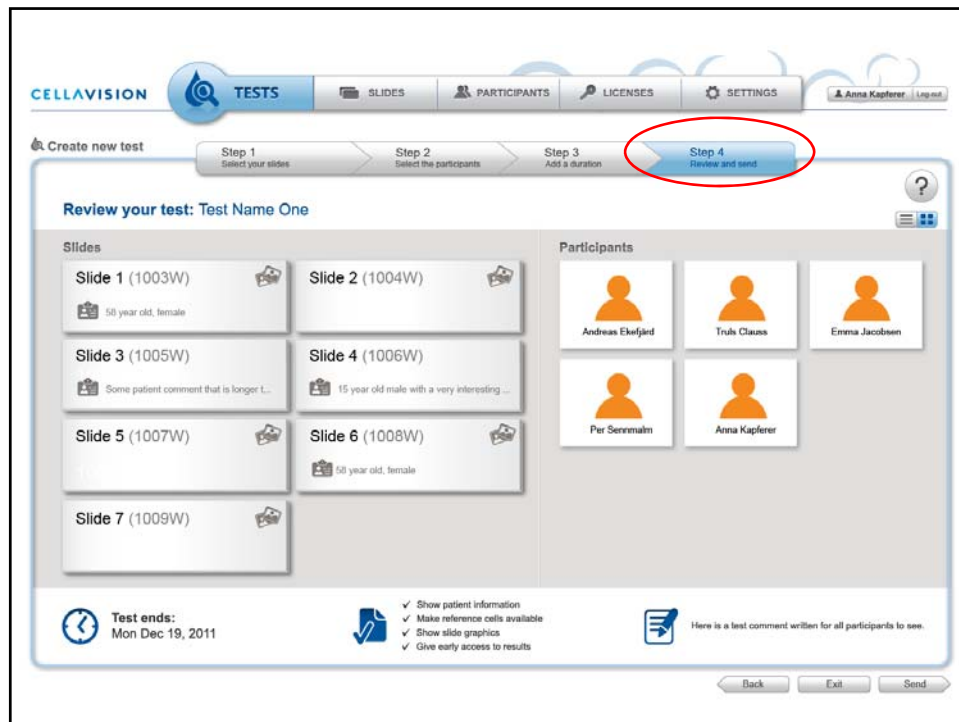 CELLAVISION
TESTS
SLIDES
PARTICIPANTS
LICENSES
SETTINGS
Anna Kapferer
Log out
Create new test
Step 1
Select your slides
Step 2
Select the participants
Step 3
Add a duration
Step 4
Review and send
?
Review your test: Test Name One
Slides
Slide 1 (1003W)
58 year old, female
Slide 2 (1004W)
Slide 3 (1005W)
Some patient comment that is longer t...
Slide 4 (1006W)
15 year old male with a very interesting ...
Slide 5 (1007W)
Slide 6 (1008W)
58 year old, female
Slide 7 (1009W)
Participants
Andreas Ekefjärd
Truls Clauss
Emma Jacobsen
Per Sennmalm
Anna Kapferer
Test ends:
Mon Dec 19, 2011
✓ Show patient information
✓ Make reference cells available
✓ Show slide graphics
✓ Give early access to results
Here is a test comment written for all participants to see.
Back
Exit
Send